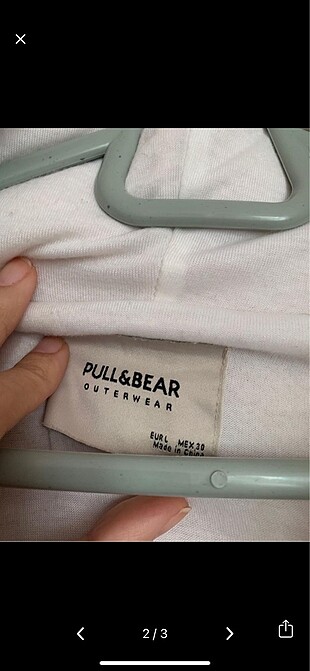 PULL&BEAR
OUTERWEAR
EUR L MEX 30
Made in China
2 / 3